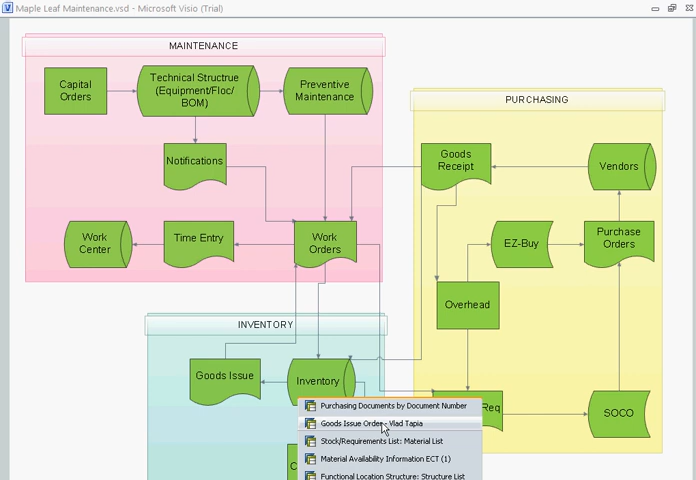 Maple Leaf Maintenance.vsd - Microsoft Visio (Trial)
MAINTENANCE
Capital
Orders
Technical Structrue
(Equipment/Floc/
BOM)
Preventive
Maintenance
Notifications
Work
Center
Time Entry
Work
Orders
PURCHASING
Goods
Receipt
Vendors
EZ-Buy
Purchase
Orders
Overhead
Req
SOCO
INVENTORY
Goods Issue
Inventory
Purchasing Documents by Document Number
Goods Issue Order - Vlad Tapia
Stock/Requirements List: Material List
Material Availability Information ECT (1)
Functional Location Structure: Structure List